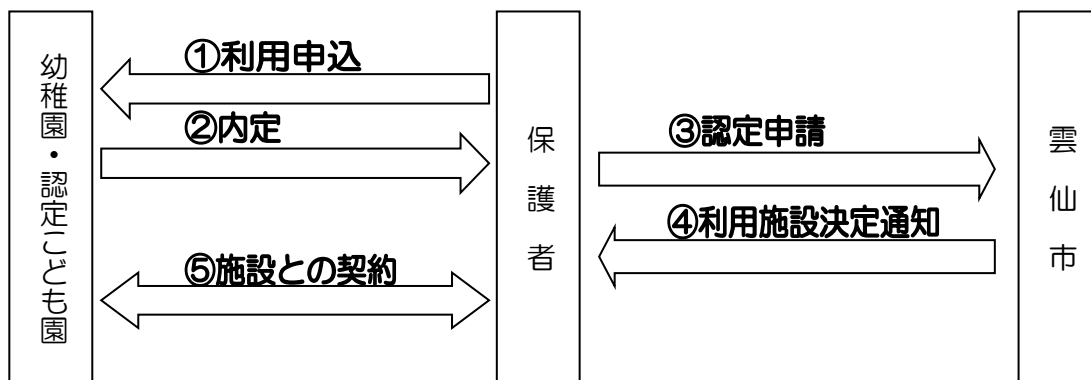 幼稚園・認定こども園
①利用申込
②内定
⑤施設との契約
保護者
③認定申請
④利用施設決定通知
雲仙市